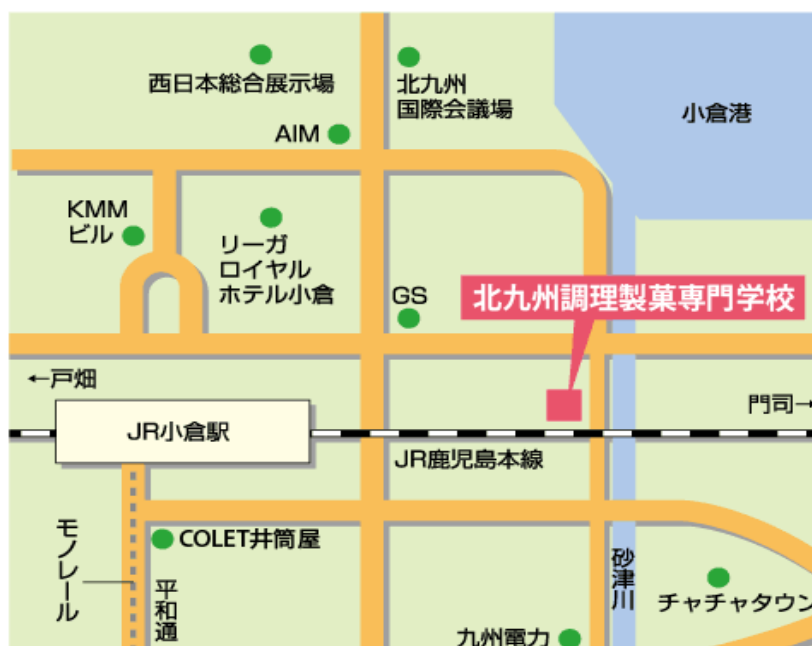 西日本総合展示場
北九州
国際会議場
小倉港
AIM
KMM
ビル
リーガ
ロイヤル
ホテル小倉
GS
北九州調理製菓専門学校
←戸畑
門司→
JR小倉駅
JR鹿児島本線
モノレール
COLET井筒屋
平和通
砂津川
チャチャタウン
九州電力